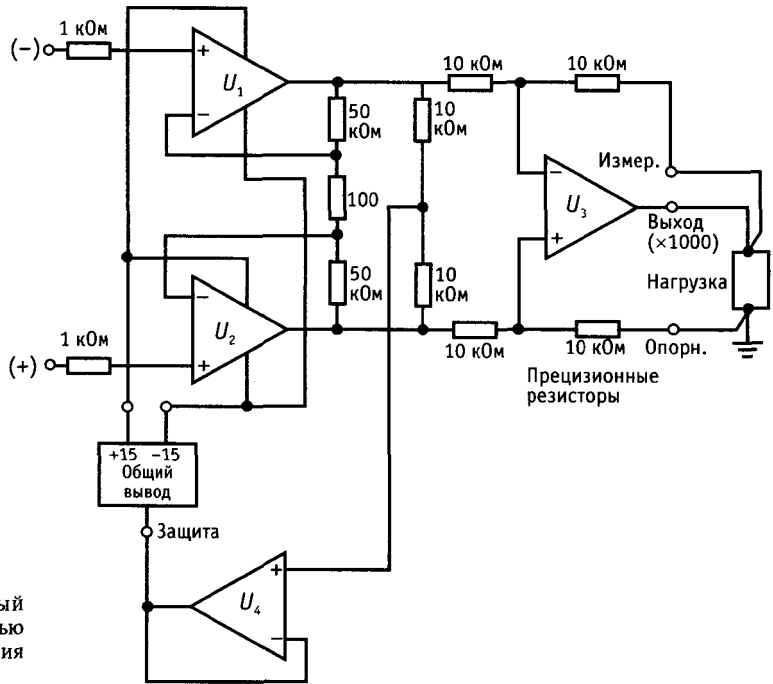 1 кОм
(−)
+
−
U₁
50
кОм
10
кОм
10 кОм
10 кОм
100
Измер.
−
+
U₃
Выход
(×1000)
Нагрузка
−
+
U₂
50
кОм
10
кОм
1 кОм
(+)
10 кОм
10 кОм
Опорн.
Прецизионные
резисторы
+15 −15
Общий
вывод
Защита
+
−
U₄
ый
ью
ия